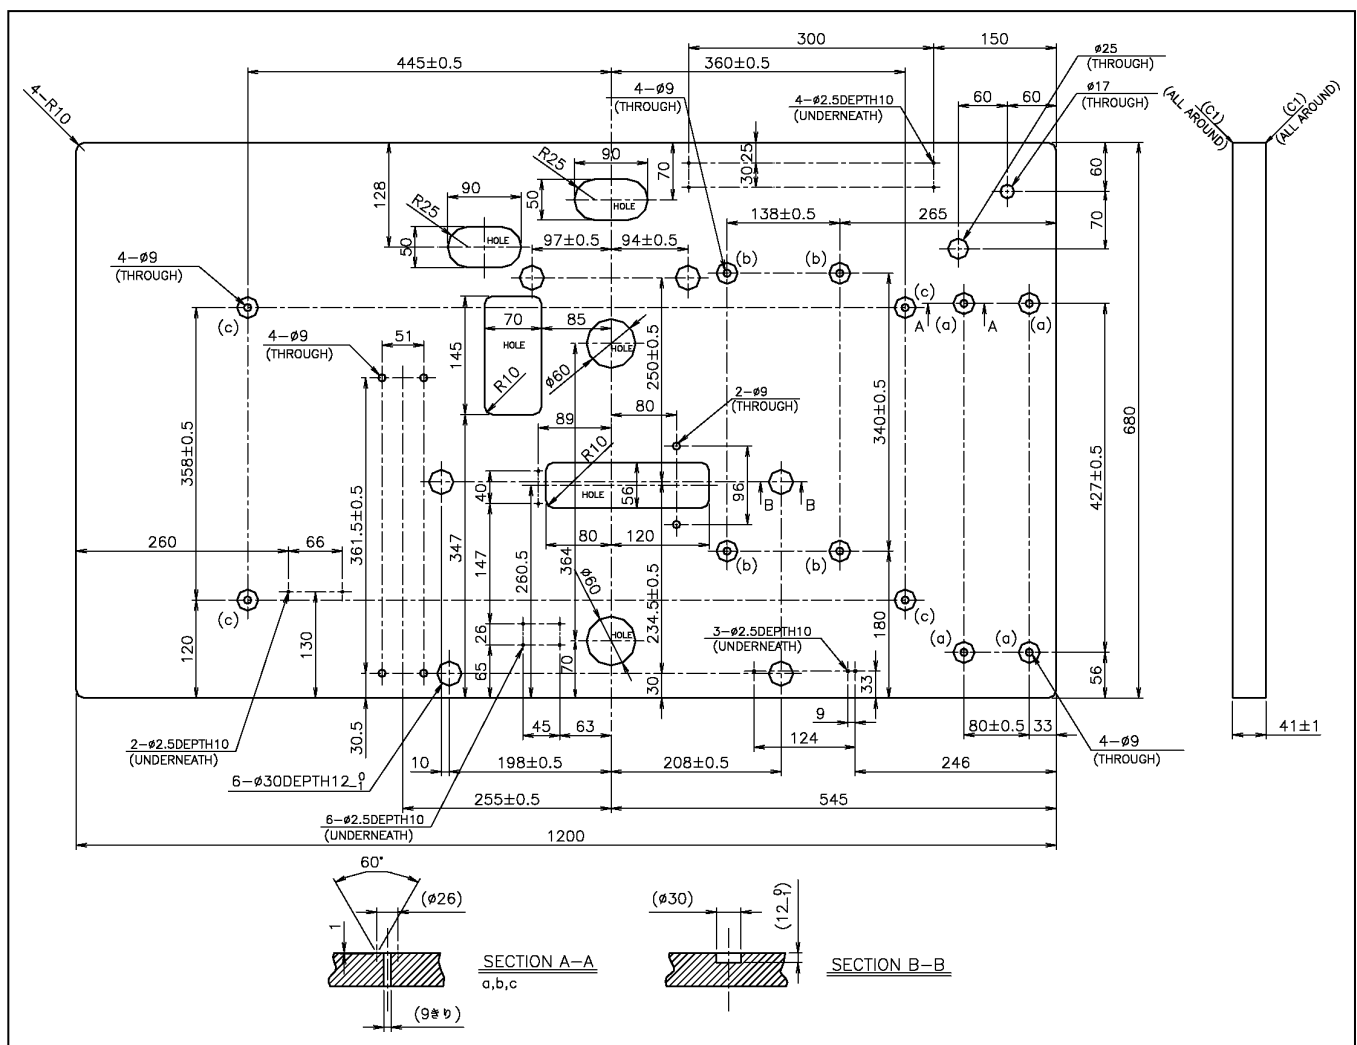 300
150
445±0.5
360±0.5
ø25
(THROUGH)
4-ø9
(THROUGH)
4-ø2.5DEPTH10
(UNDERNEATH)
ø17
(THROUGH)
60
60
4-R10
(C1)
(ALL AROUND)
(C1)
(ALL AROUND)
R25
90
70
25
30
60
128
90
50
HOLE
R25
50
HOLE
138±0.5
265
70
97±0.5
94±0.5
4-ø9
(THROUGH)
(b)
(b)
(c)
(c)
A
(a)
A
(a)
70
85
HOLE
HOLE
145
R10
ø60
250±0.5
4-ø9
(THROUGH)
51
2-ø9
(THROUGH)
80
89
R10
340±0.5
680
358±0.5
427±0.5
40
HOLE
56
96
B
B
361.5±0.5
80
120
260
66
347
147
260.5
364
ø60
234.5±0.5
(b)
(b)
(c)
(c)
120
130
26
65
HOLE
70
30
3-ø2.5DEPTH10
(UNDERNEATH)
180
33
(a)
(a)
56
30.5
2-ø2.5DEPTH10
(UNDERNEATH)
45
63
9
124
80±0.5
33
41±1
4-ø9
(THROUGH)
6-ø30DEPTH12 0 -1
10
198±0.5
208±0.5
246
255±0.5
545
6-ø2.5DEPTH10
(UNDERNEATH)
1200
60°
(ø26)
1
SECTION A-A
a,b,c
(9きり)
(ø30)
(12 0 -1)
SECTION B-B